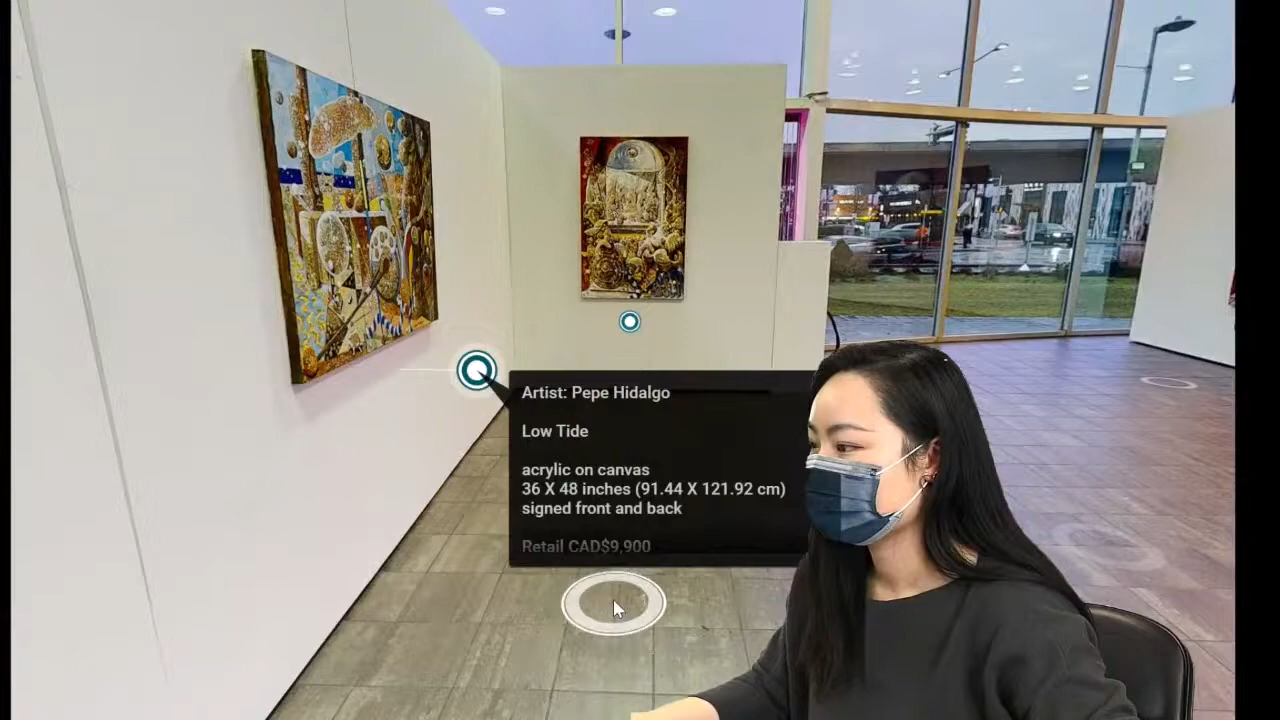 Artist: Pepe Hidalgo
Low Tide
acrylic on canvas
36 X 48 inches (91.44 X 121.92 cm)
signed front and back
Retail CAD$9,900